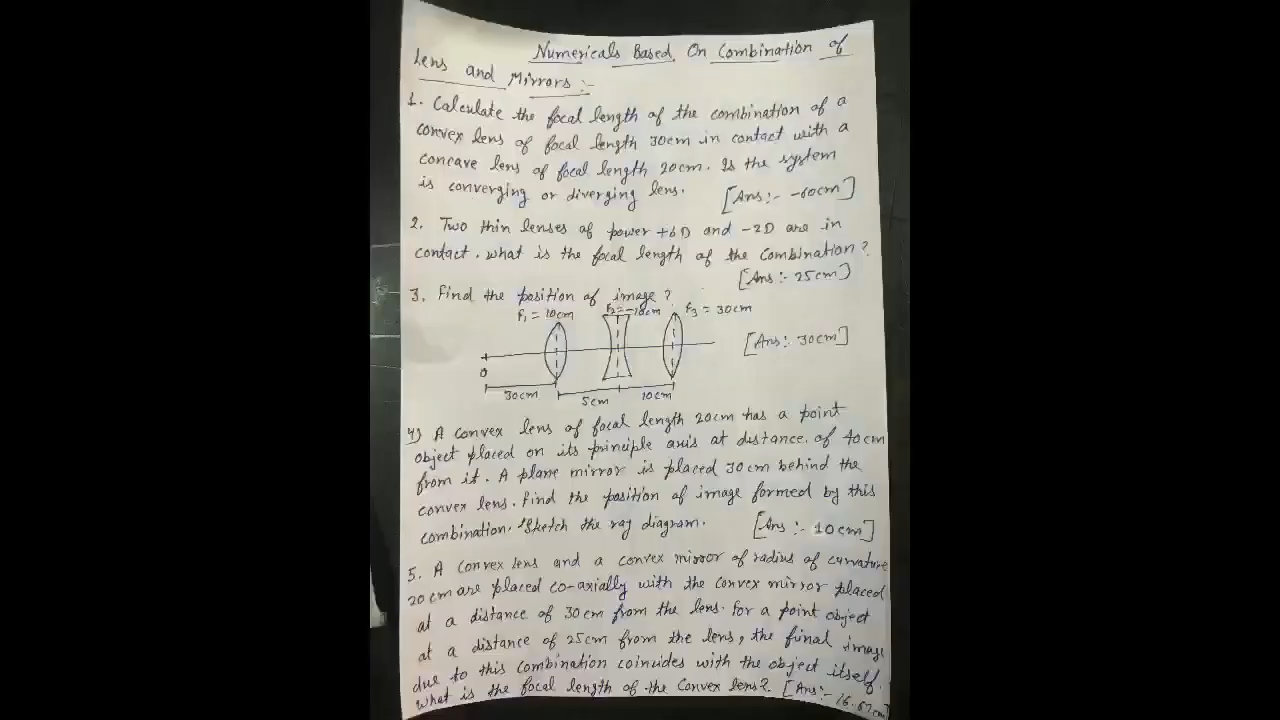 Numericals Based On Combination of
Lens and Mirrors :-
1. Calculate the focal length of the combination of a
convex lens of focal length 30cm in contact with a
concave lens of focal length 20cm. Is the system
is converging or diverging lens. [Ans:- -60cm]
2. Two thin lenses of power +6D and -2D are in
contact. what is the focal length of the combination?
[Ans:- 25cm]
3. Find the position of image?
F1 = 10cm F2 = -10cm F3 = 30cm
[Ans:- 30cm]
O
30cm 5cm 10cm
4) A convex lens of focal length 20cm has a point
object placed on its principle axis at distance of 40cm
from it. A plane mirror is placed 30cm behind the
convex lens. Find the position of image formed by this
combination. Sketch the ray diagram. [Ans:- 10cm]
5. A convex lens and a convex mirror of radius of curvature
20cm are placed co-axially with the convex mirror placed
at a distance of 30cm from the lens. For a point object
at a distance of 25cm from the lens, the final image
due to this combination coincides with the object itself.
What is the focal length of the Convex lens?. [Ans:- 16.67cm]